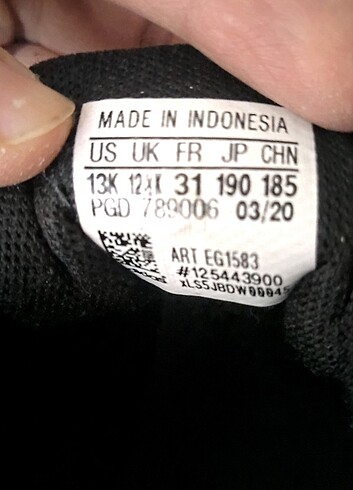 MADE IN INDONESIA
US UK FR JP CHN
13K 12½K 31 190 185
PGD 789006 03/20
ART EG1583
#125443900